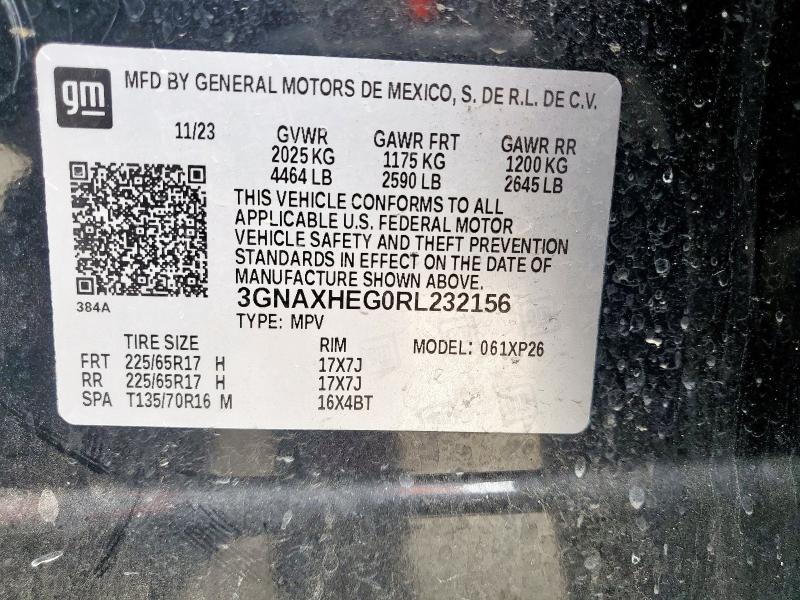 gm
MFD BY GENERAL MOTORS DE MEXICO, S. DE R.L. DE C.V.
11/23 GVWR GAWR FRT GAWR RR
2025 KG 1175 KG 1200 KG
4464 LB 2590 LB 2645 LB
THIS VEHICLE CONFORMS TO ALL
APPLICABLE U.S. FEDERAL MOTOR
VEHICLE SAFETY AND THEFT PREVENTION
STANDARDS IN EFFECT ON THE DATE OF
MANUFACTURE SHOWN ABOVE.
384A
3GNAXHEG0RL232156
TYPE: MPV
TIRE SIZE RIM MODEL: 061XP26
FRT 225/65R17 H 17X7J
RR 225/65R17 H 17X7J
SPA T135/70R16 M 16X4BT